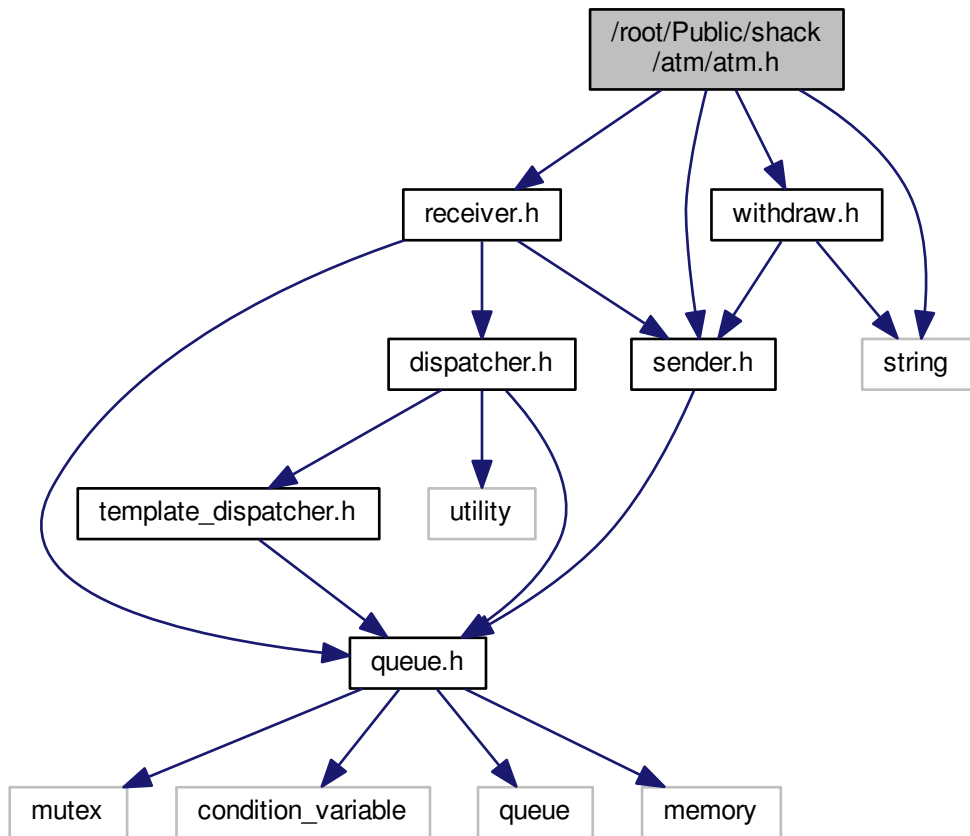 /root/Public/shack
/atm/atm.h
receiver.h
withdraw.h
dispatcher.h
sender.h
string
template_dispatcher.h
utility
queue.h
mutex
condition_variable
queue
memory